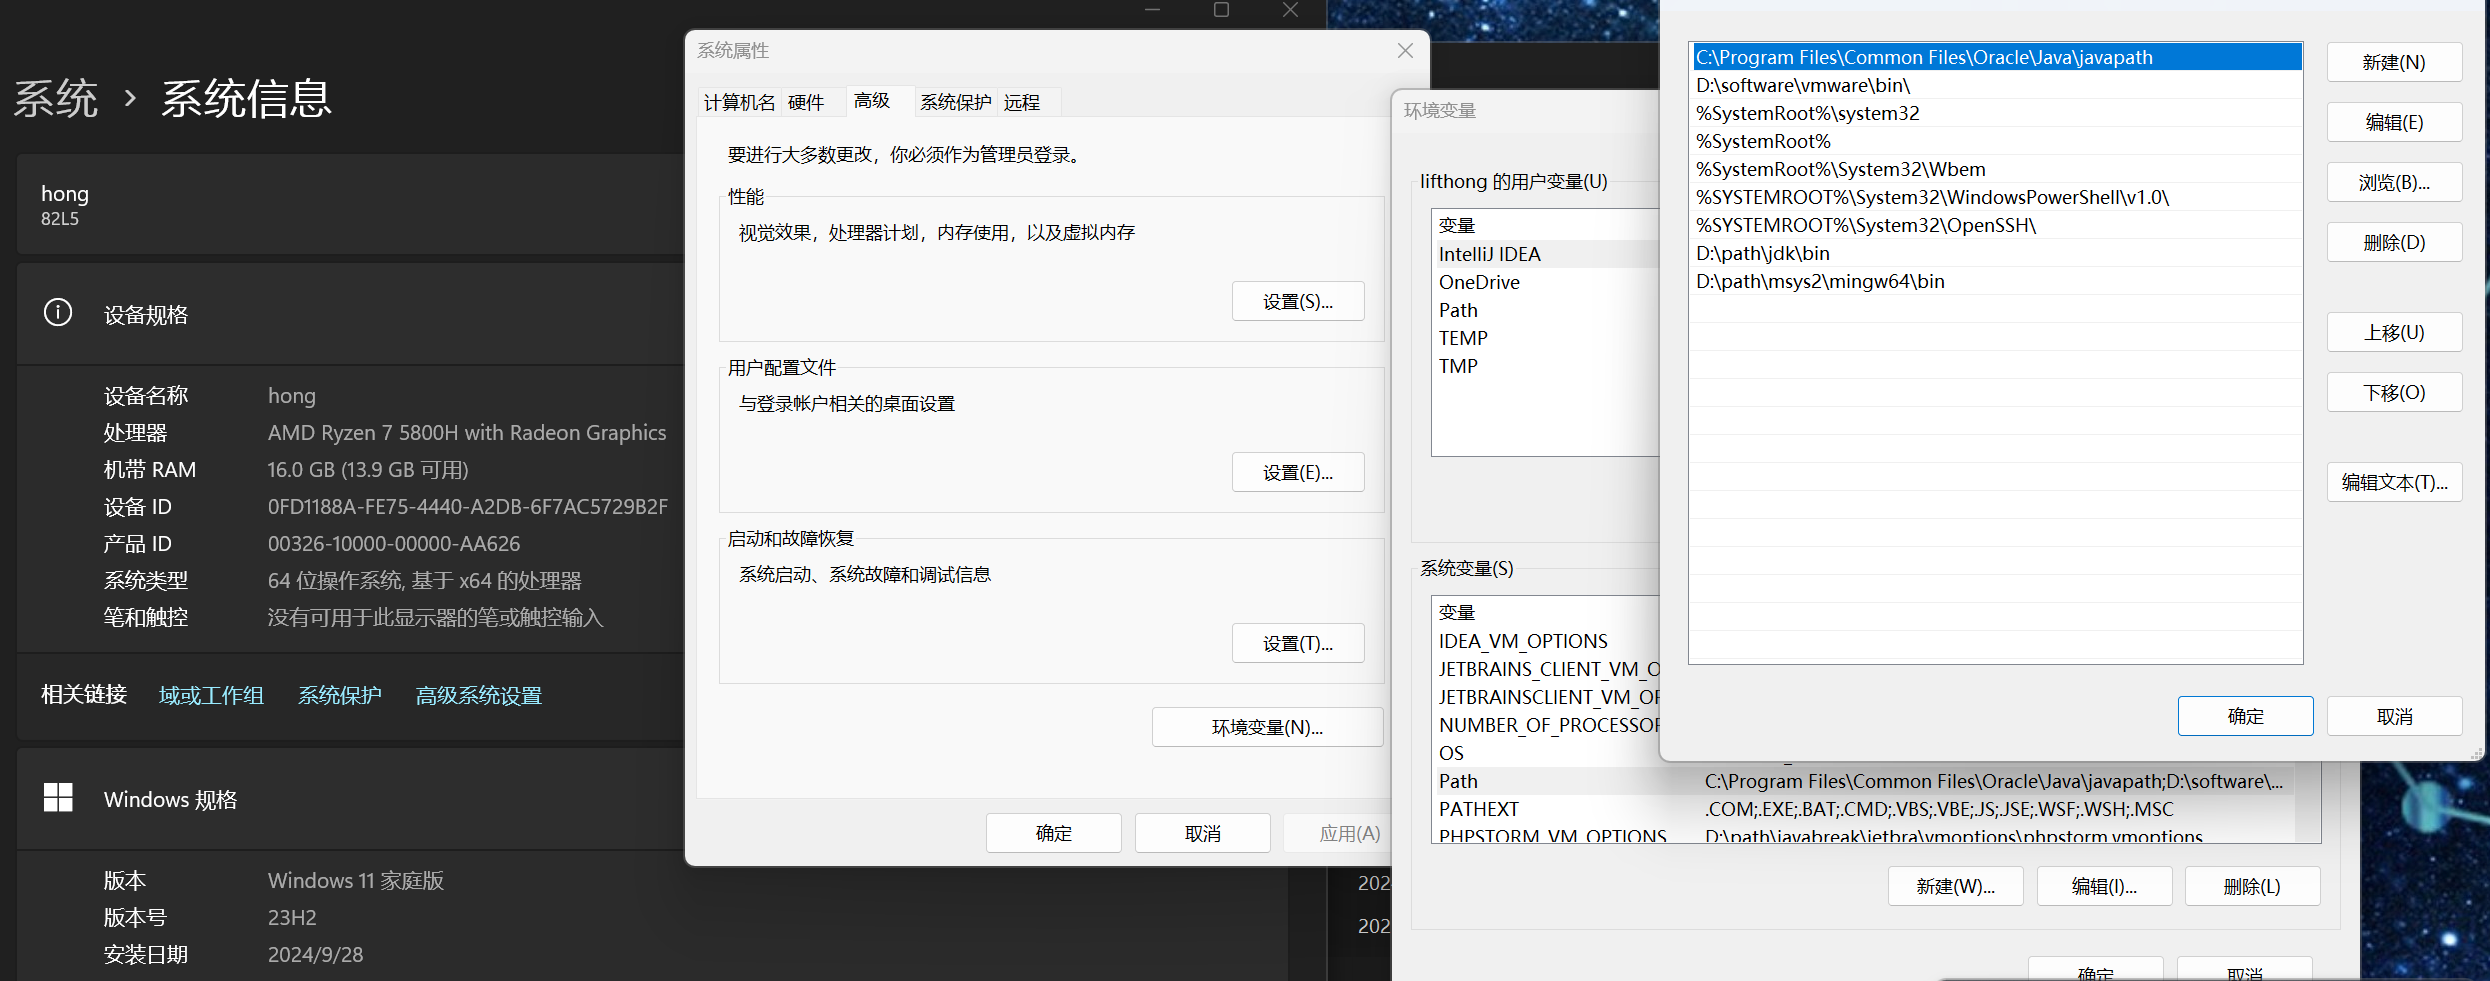 系统 › 系统信息
hong
82L5
设备规格
设备名称 hong
处理器 AMD Ryzen 7 5800H with Radeon Graphics
机带 RAM 16.0 GB (13.9 GB 可用)
设备 ID 0FD1188A-FE75-4440-A2DB-6F7AC5729B2F
产品 ID 00326-10000-00000-AA626
系统类型 64 位操作系统, 基于 x64 的处理器
笔和触控 没有可用于此显示器的笔或触控输入
相关链接 域或工作组 系统保护 高级系统设置
Windows 规格
版本 Windows 11 家庭版
版本号 23H2
安装日期 2024/9/28
系统属性
计算机名 硬件 高级 系统保护 远程
要进行大多数更改，你必须作为管理员登录。
性能
视觉效果，处理器计划，内存使用，以及虚拟内存
设置(S)...
用户配置文件
与登录帐户相关的桌面设置
设置(E)...
启动和故障恢复
系统启动、系统故障和调试信息
设置(T)...
环境变量(N)...
确定 取消 应用(A)
202
202
环境变量
lifthong 的用户变量(U)
变量
IntelliJ IDEA
OneDrive
Path
TEMP
TMP
系统变量(S)
变量
IDEA_VM_OPTIONS
JETBRAINS_CLIENT_VM_O
JETBRAINSCLIENT_VM_OP
NUMBER_OF_PROCESSOR
OS
Path C:\Program Files\Common Files\Oracle\Java\javapath;D:\software\...
PATHEXT .COM;.EXE;.BAT;.CMD;.VBS;.VBE;.JS;.JSE;.WSF;.WSH;.MSC
PHPSTORM_VM_OPTIONS D:\path\javabreak\jetbra\vmoptions\phpstorm.vmoptions
新建(W)... 编辑(I)... 删除(L)
确定 取消
C:\Program Files\Common Files\Oracle\Java\javapath
D:\software\vmware\bin\
%SystemRoot%\system32
%SystemRoot%
%SystemRoot%\System32\Wbem
%SYSTEMROOT%\System32\WindowsPowerShell\v1.0\
%SYSTEMROOT%\System32\OpenSSH\
D:\path\jdk\bin
D:\path\msys2\mingw64\bin
新建(N)
编辑(E)
浏览(B)...
删除(D)
上移(U)
下移(O)
编辑文本(T)...
确定 取消